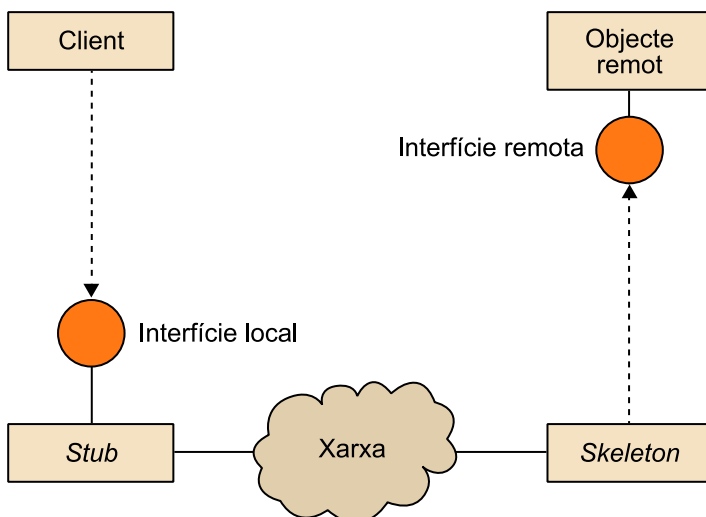 Client
Objecte
remot
Interfície remota
Interfície local
Stub
Xarxa
Skeleton